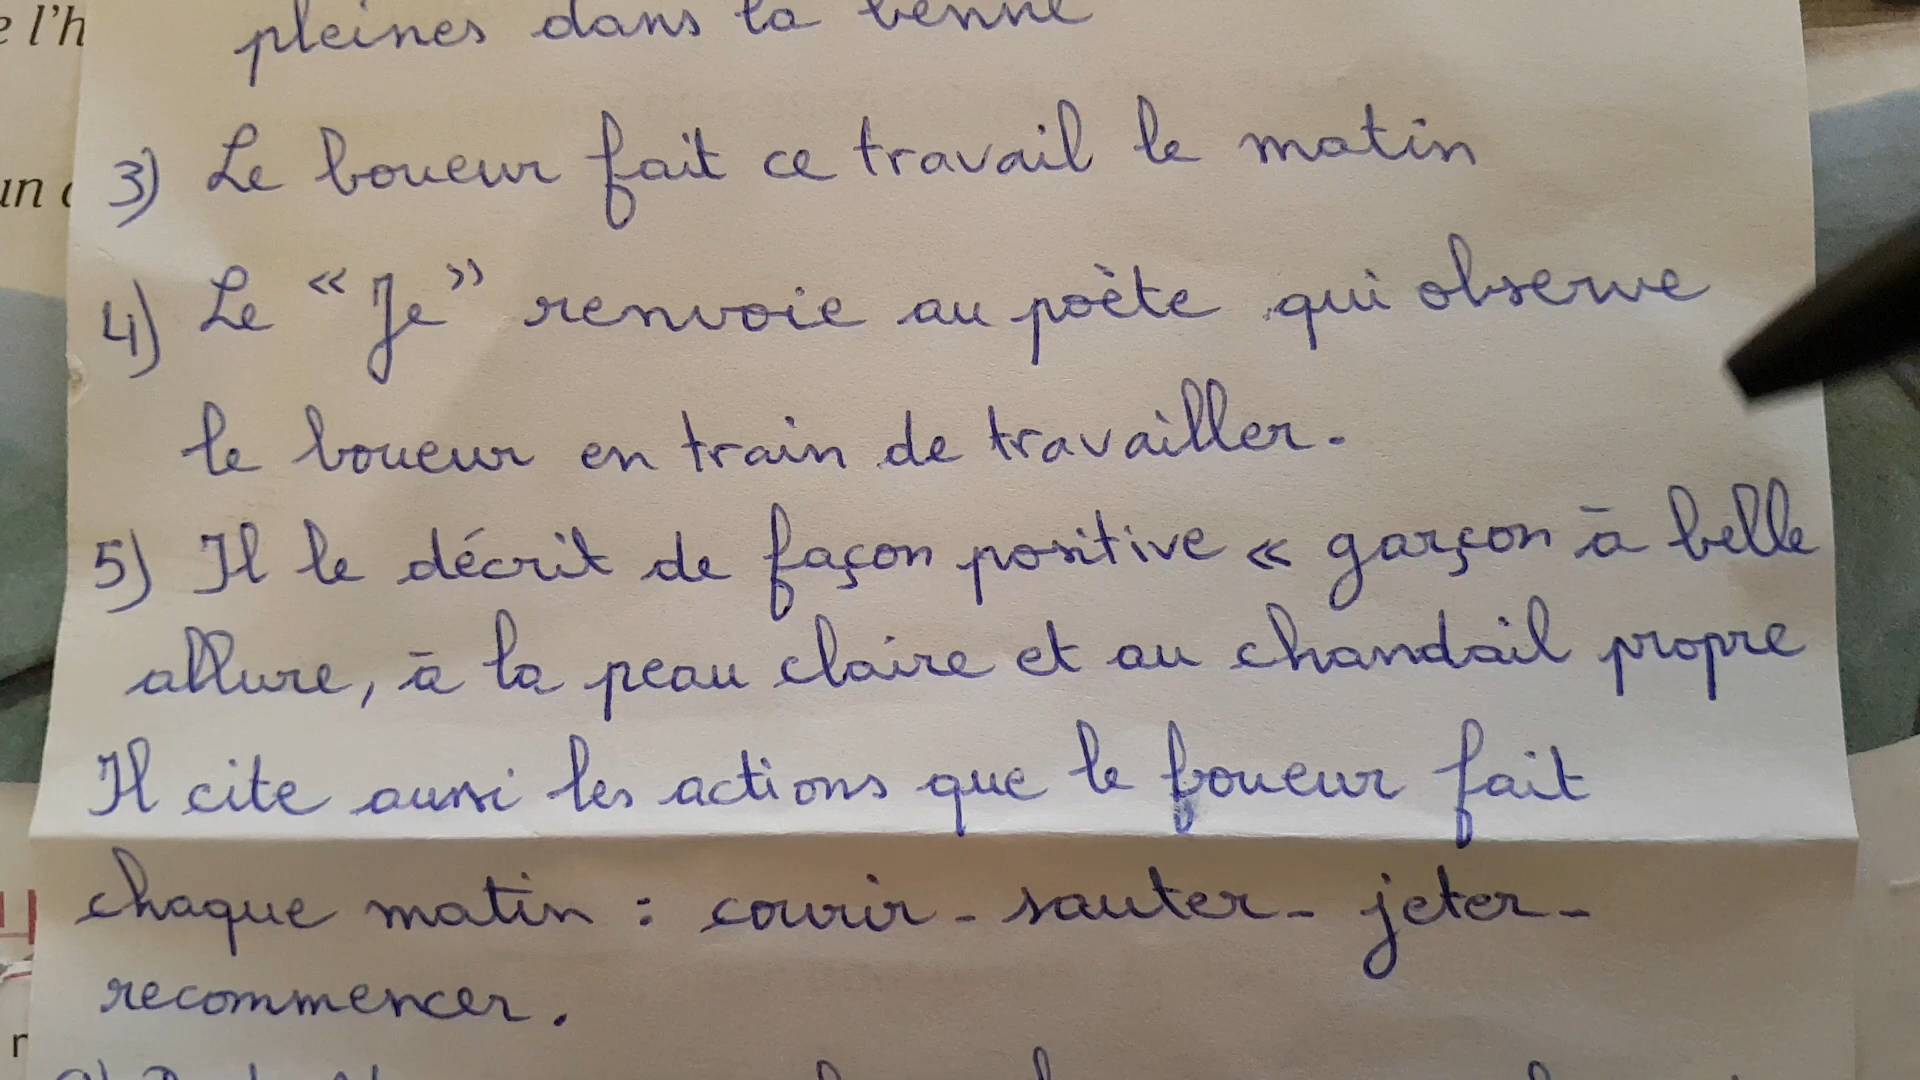 e l'h
pleines dans la benne
un
3) Le boueur fait ce travail le matin
4) Le « Je » renvoie au poète qui observe
le boueur en train de travailler.
5) Il le décrit de façon positive « garçon à belle
allure, à la peau claire et au chandail propre
Il cite aussi les actions que le boueur fait
chaque matin : courir - sauter - jeter -
recommencer.